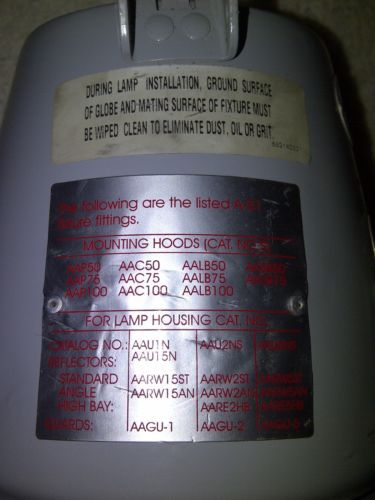 DURING LAMP INSTALLATION, GROUND SURFACE
OF GLOBE AND MATING SURFACE OF FIXTURE MUST
BE WIPED CLEAN TO ELIMINATE DUST, OIL OR GRIT.
The following are the listed
fixture fittings.
MOUNTING HOODS (CAT. NO'S)
AAP50 AAC50 AALB50
AAP75 AAC75 AALB75
AAP100 AAC100 AALB100
FOR LAMP HOUSING CAT. NO.
CATALOG NO.: AAU1N AAU2NS
REFLECTORS: AAU15N
STANDARD AARW15ST AARW2ST
ANGLE AARW15AN AARW2AN
HIGH BAY: AARE2HB
GUARDS: AAGU-1 AAGU-2